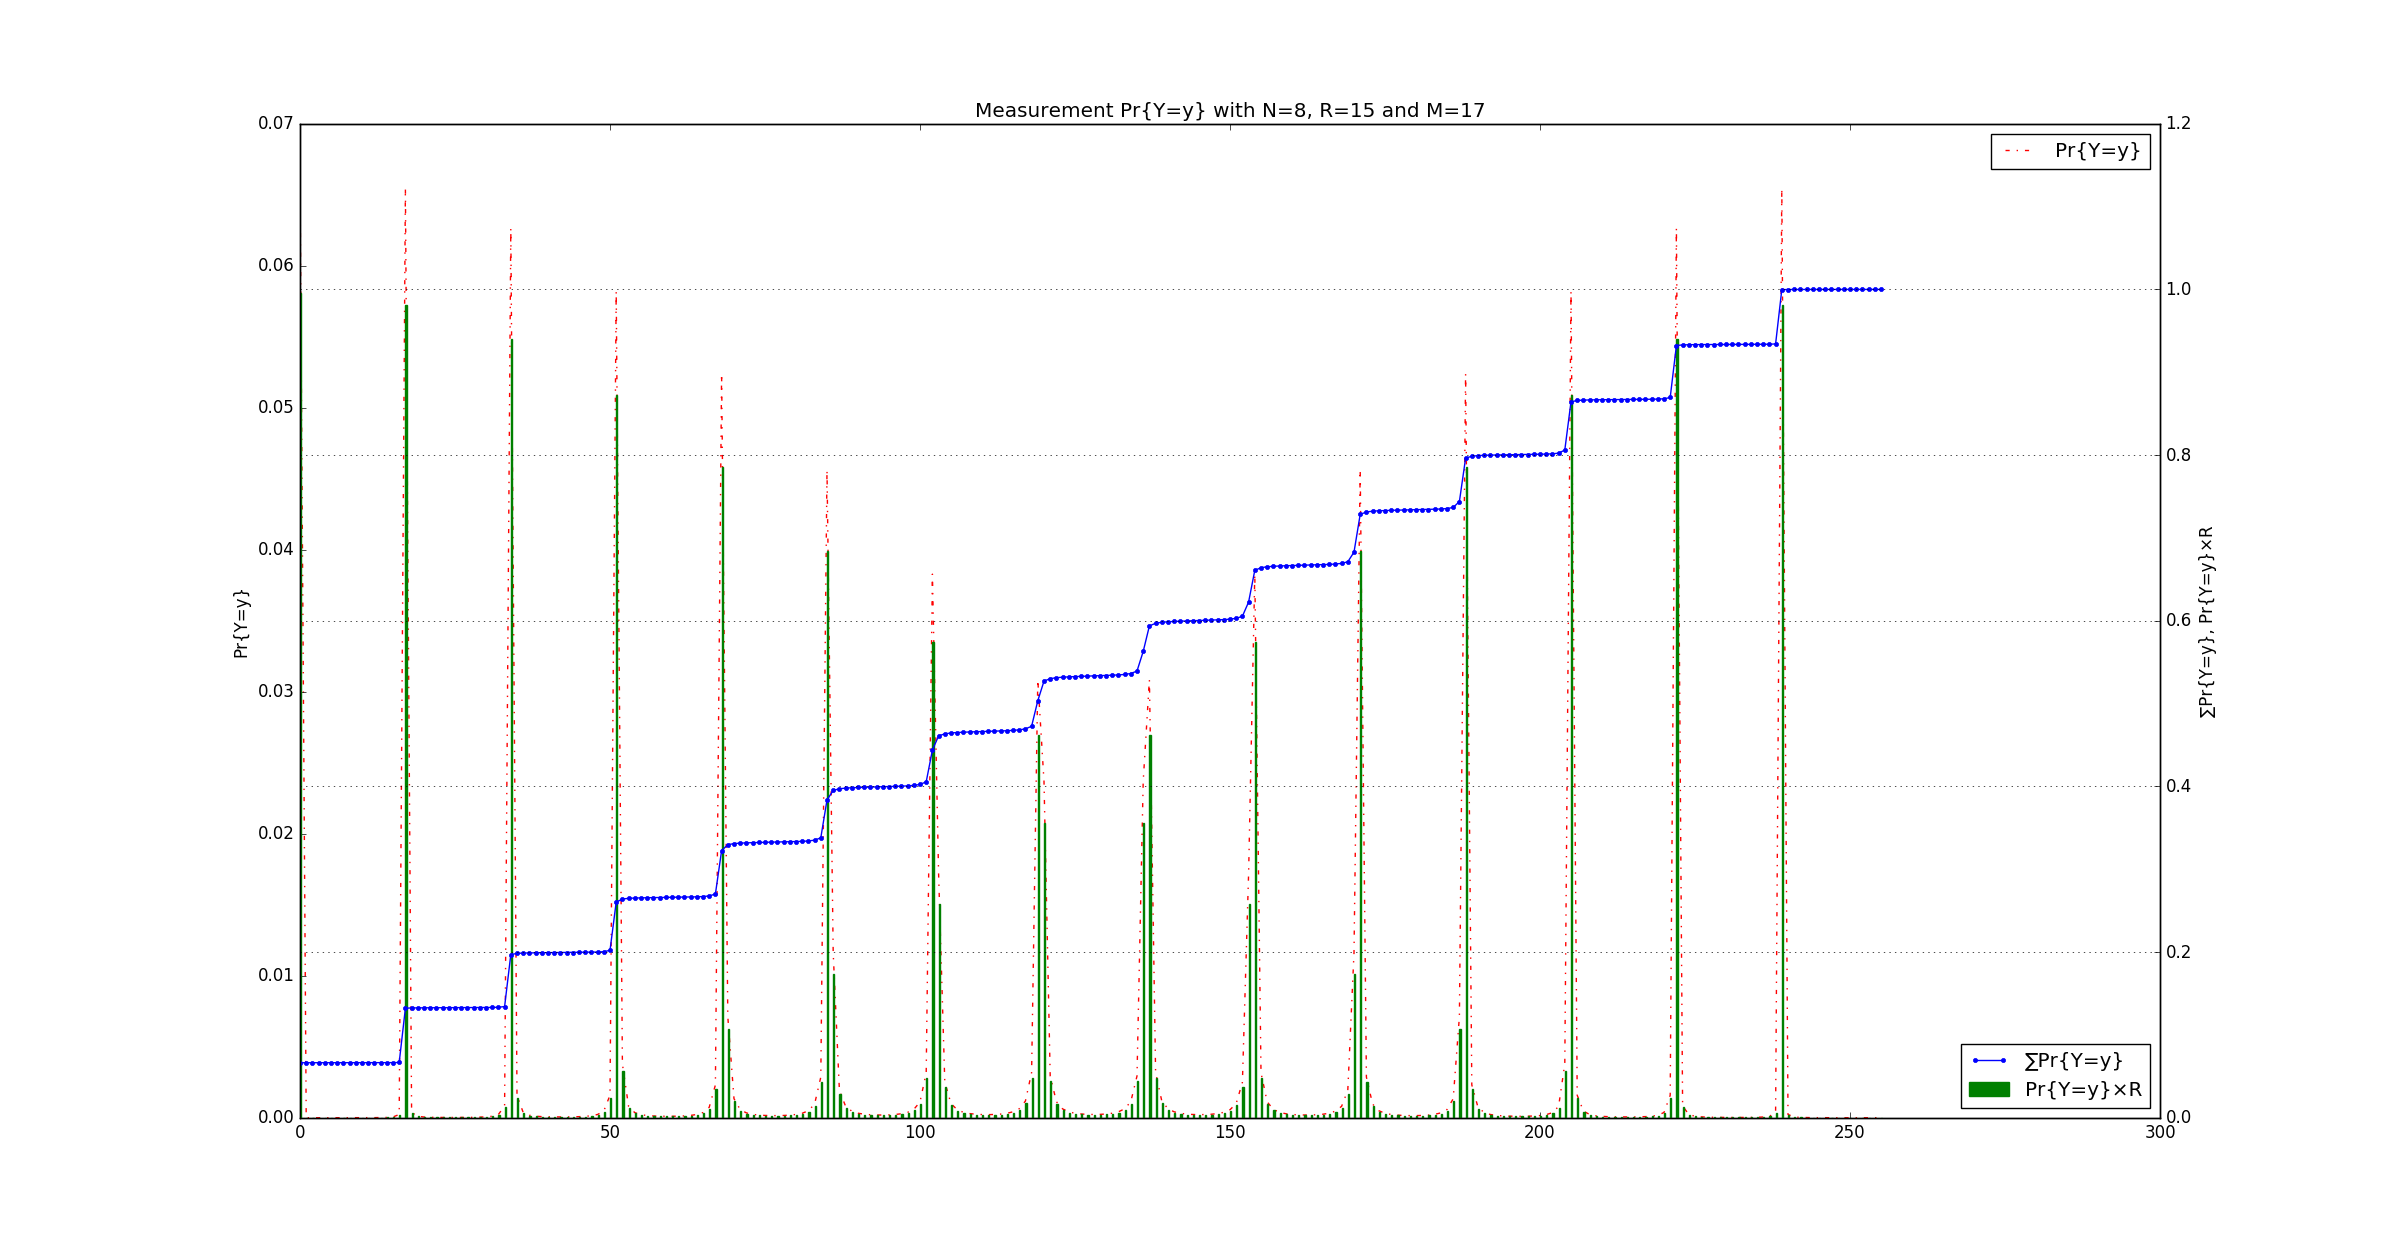 Measurement Pr{Y=y} with N=8, R=15 and M=17
0.07
0.06
0.05
0.04
0.03
0.02
0.01
0.00
Pr{Y=y}
1.2
1.0
0.8
0.6
0.4
0.2
0.0
∑Pr{Y=y}, Pr{Y=y}×R
Pr{Y=y}
∑Pr{Y=y}
Pr{Y=y}×R
0 50 100 150 200 250 300